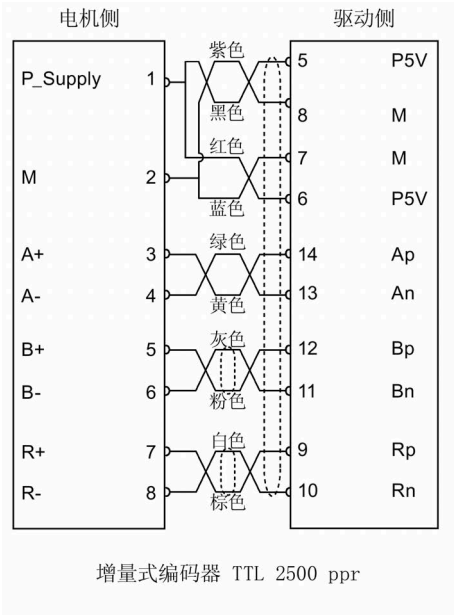 电机侧 驱动侧
紫色
P_Supply 1 5 P5V
黑色 8 M
红色 7 M
M 2
蓝色 6 P5V
绿色
A+ 3 14 Ap
A- 4 13 An
黄色
灰色
B+ 5 12 Bp
B- 6 11 Bn
粉色
白色
R+ 7 9 Rp
R- 8 10 Rn
棕色
增量式编码器 TTL 2500 ppr